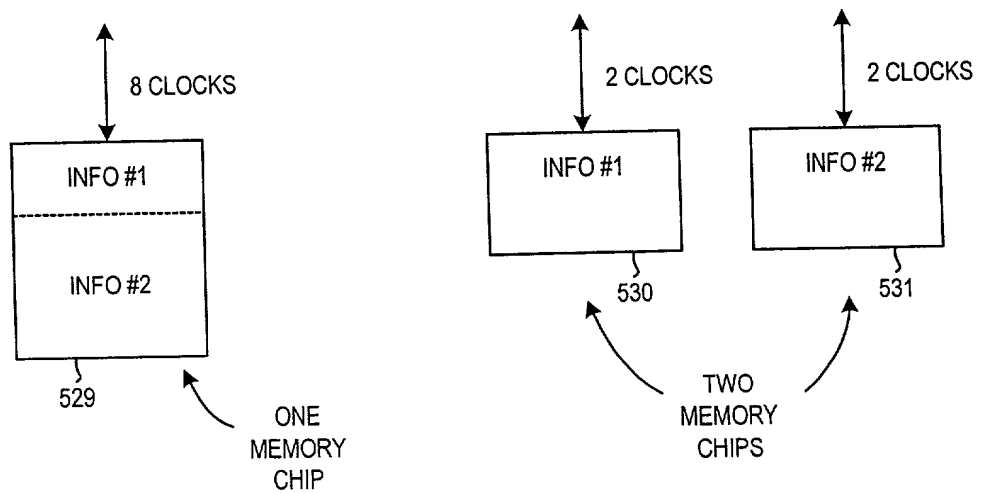 8 CLOCKS
INFO #1
INFO #2
529
ONE
MEMORY
CHIP
2 CLOCKS
INFO #1
530
2 CLOCKS
INFO #2
531
TWO
MEMORY
CHIPS